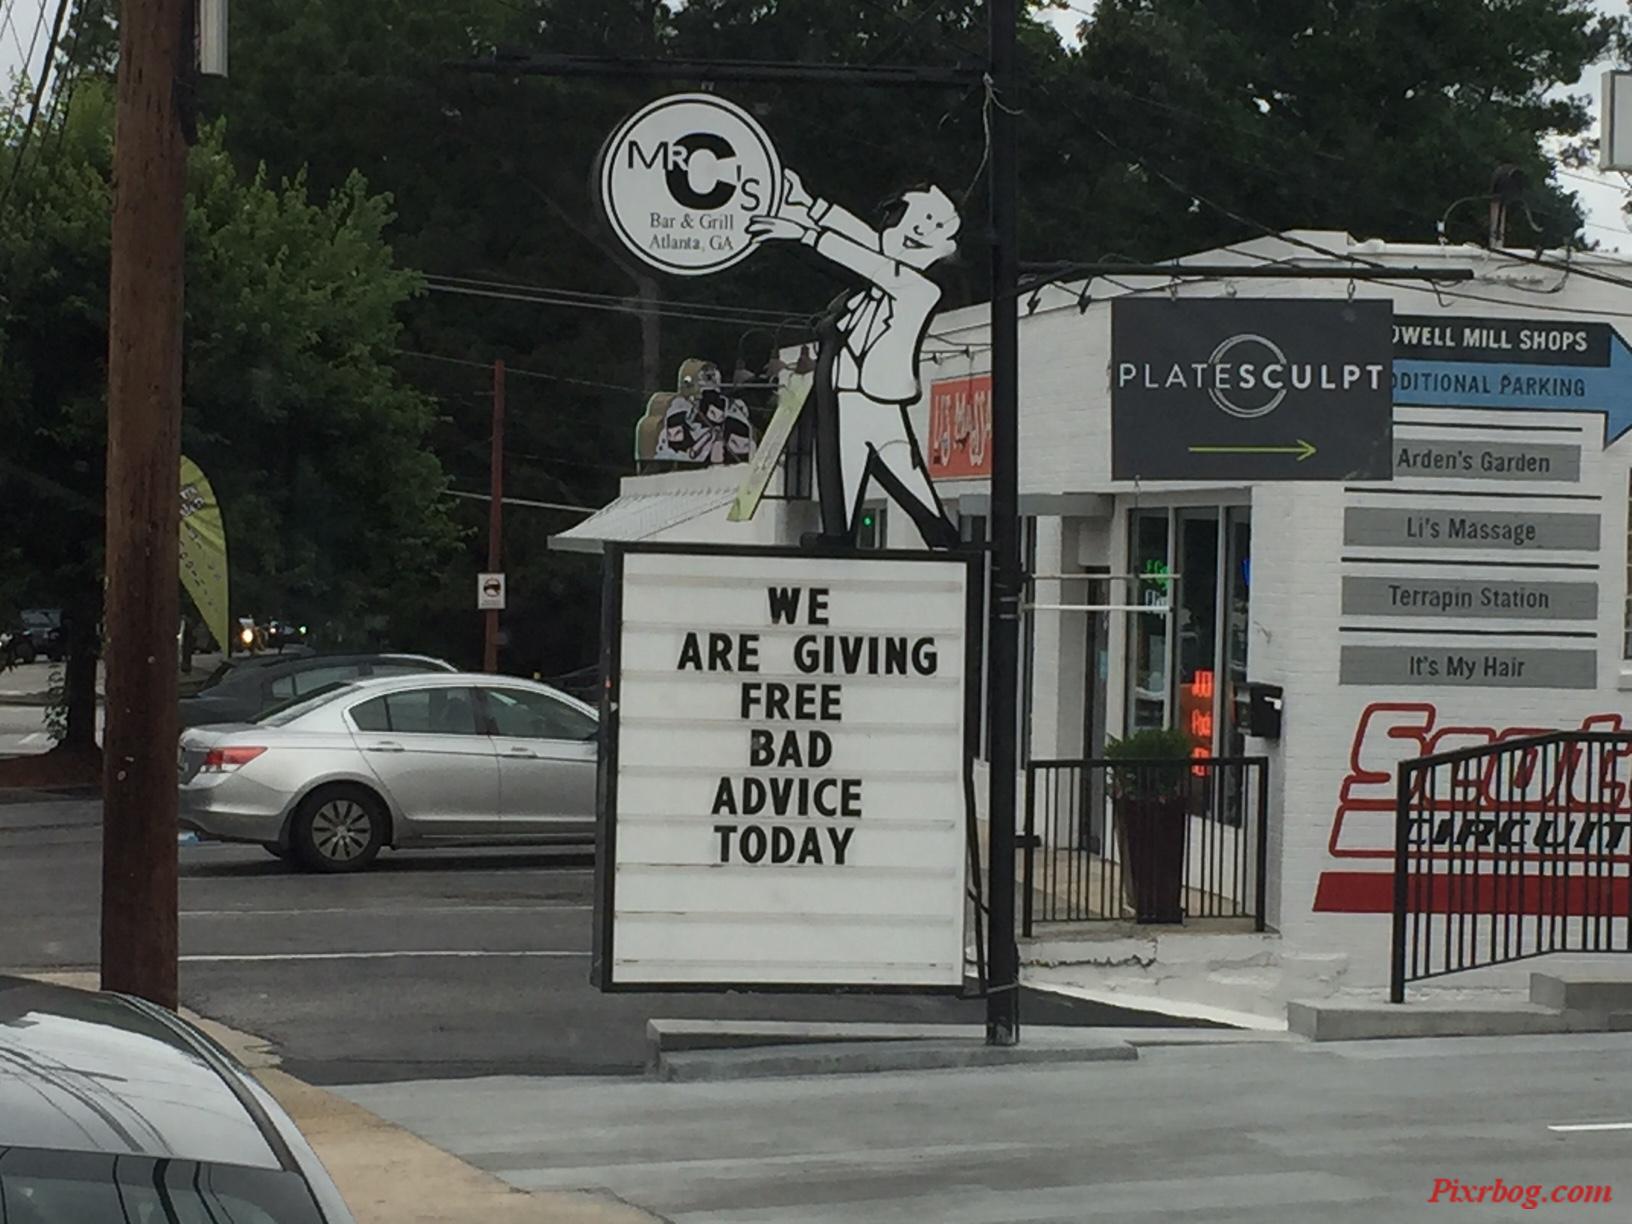 MR C'S
Bar & Grill
Atlanta, GA
WE
ARE GIVING
FREE
BAD
ADVICE
TODAY
PLATESCULPT
OWELL MILL SHOPS
DDITIONAL PARKING
Arden's Garden
Li's Massage
Terrapin Station
It's My Hair
CIRCUIT
Pixrbog.com